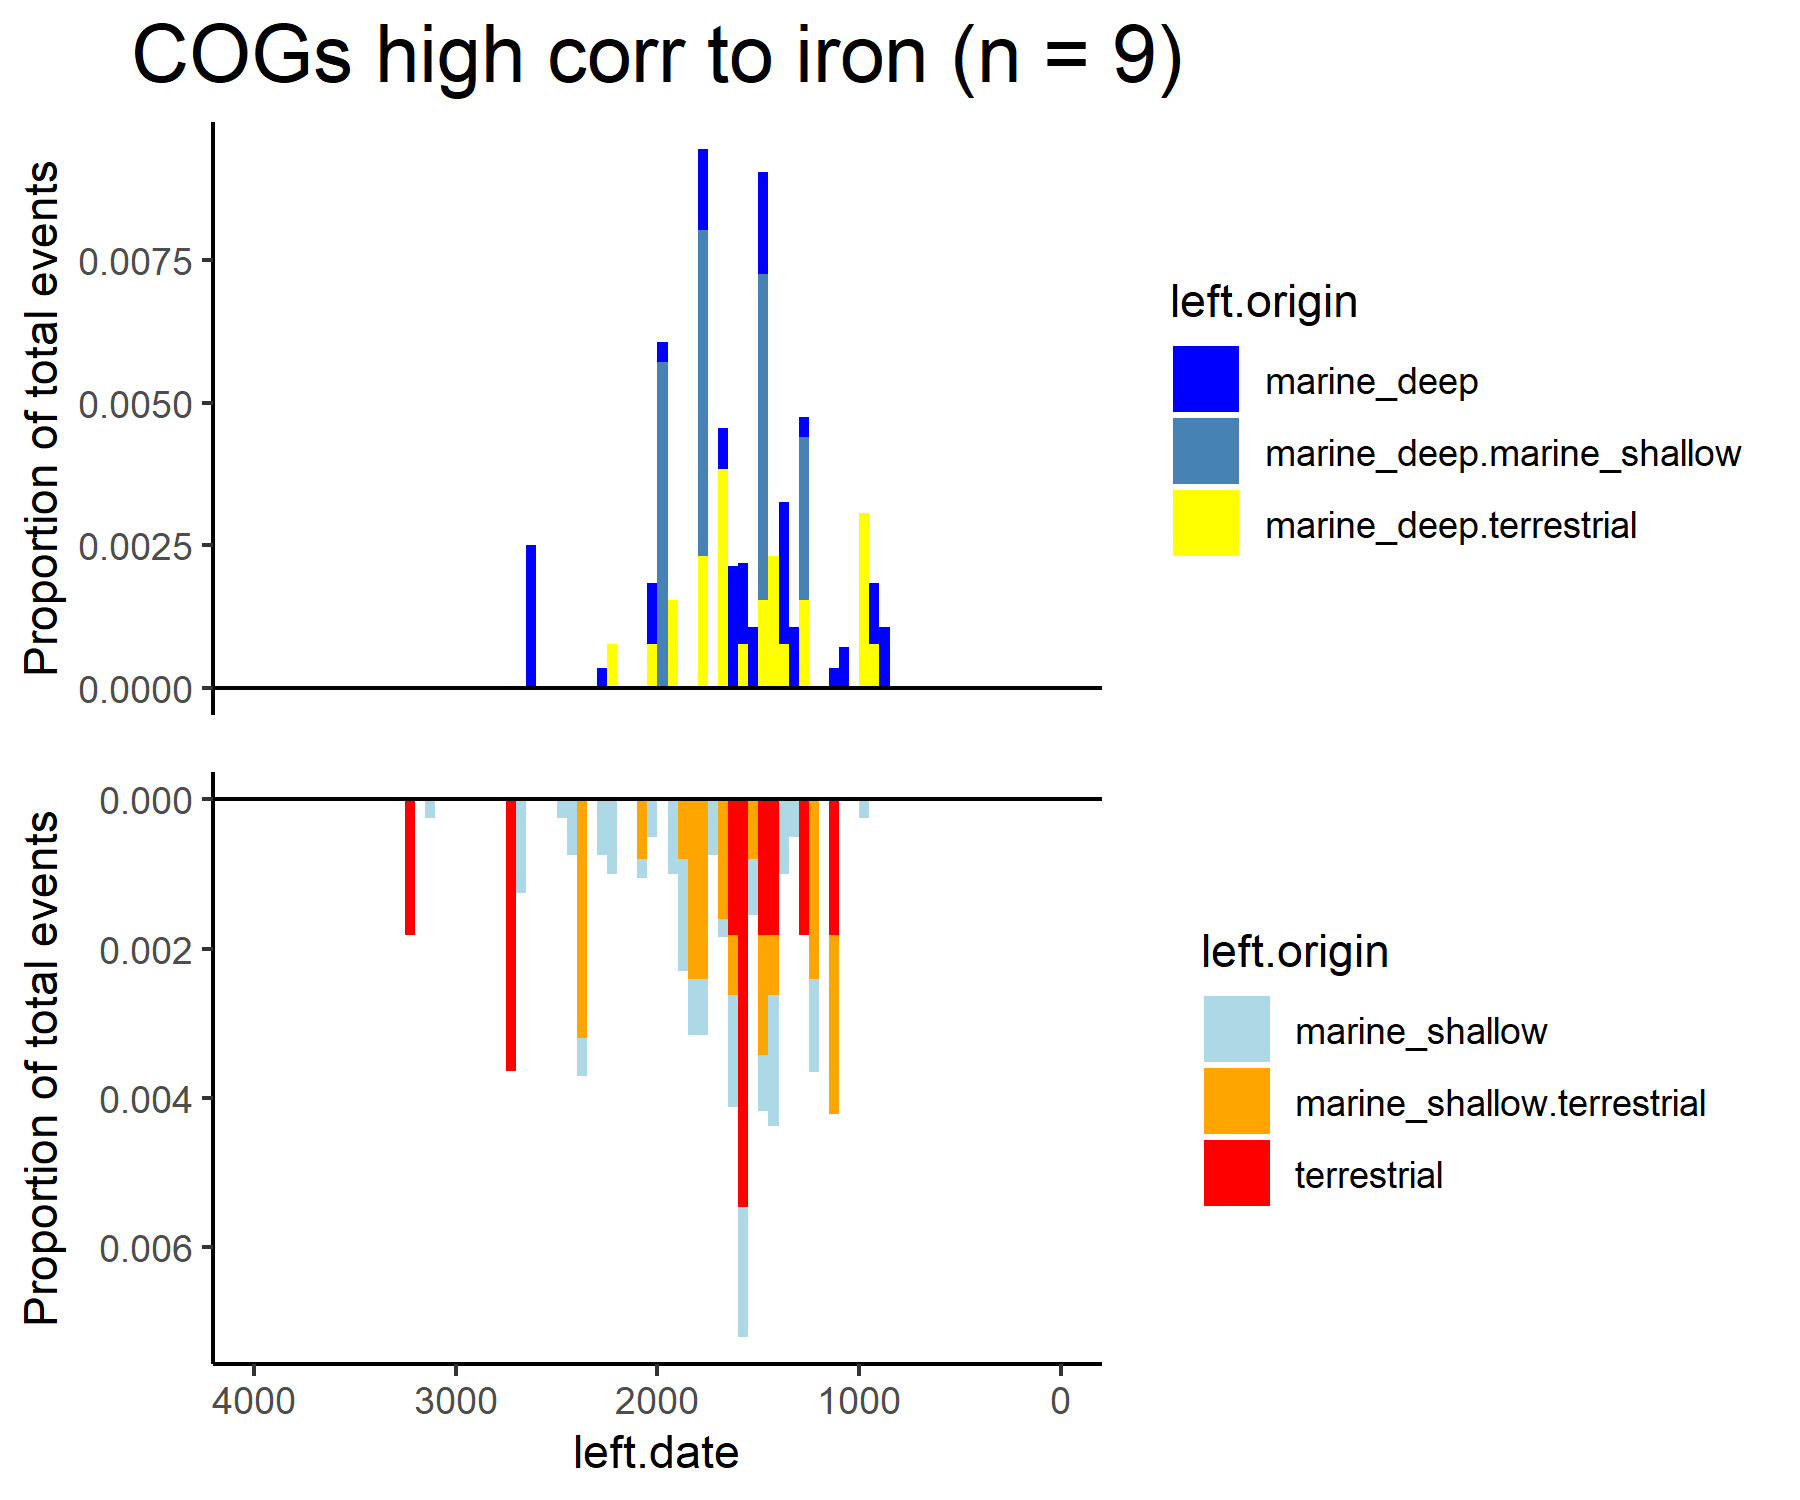 COGs high corr to iron (n = 9)
Proportion of total events
0.0075
0.0050
0.0025
0.0000
left.origin
marine_deep
marine_deep.marine_shallow
marine_deep.terrestrial
Proportion of total events
0.000
0.002
0.004
0.006
4000 3000 2000 1000 0
left.date
left.origin
marine_shallow
marine_shallow.terrestrial
terrestrial